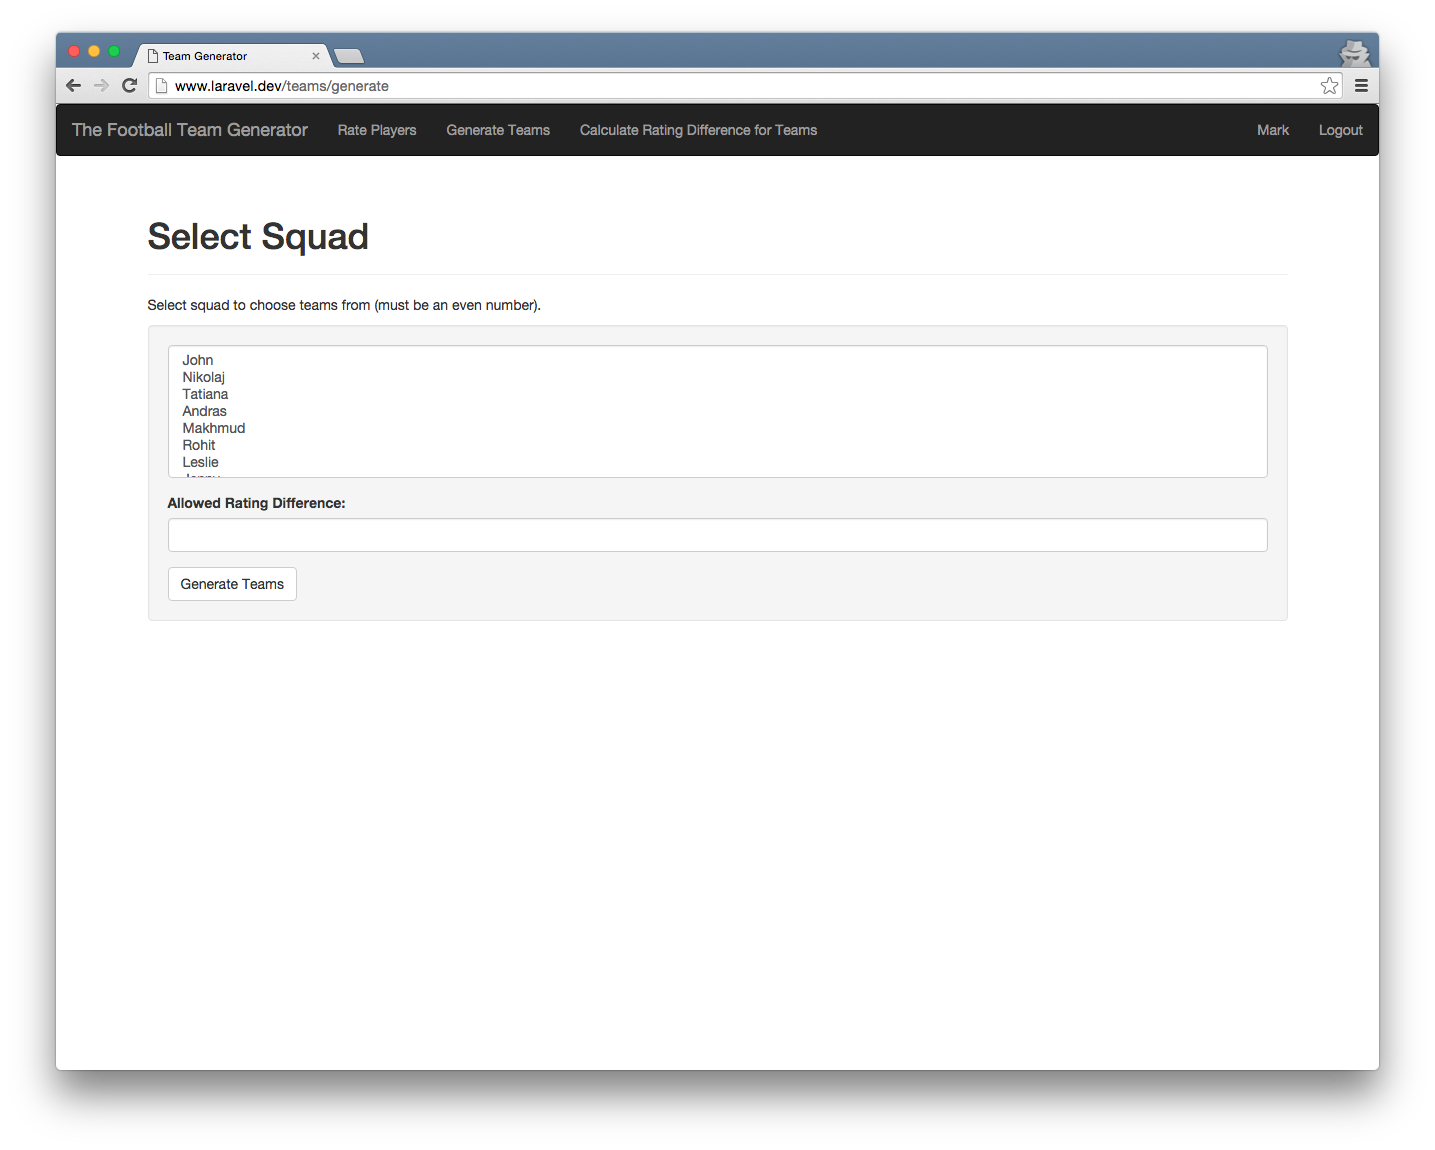 Team Generator
www.laravel.dev/teams/generate
The Football Team Generator Rate Players Generate Teams Calculate Rating Difference for Teams Mark Logout
Select Squad
Select squad to choose teams from (must be an even number).
John
Nikolaj
Tatiana
Andras
Makhmud
Rohit
Leslie
Allowed Rating Difference:
Generate Teams